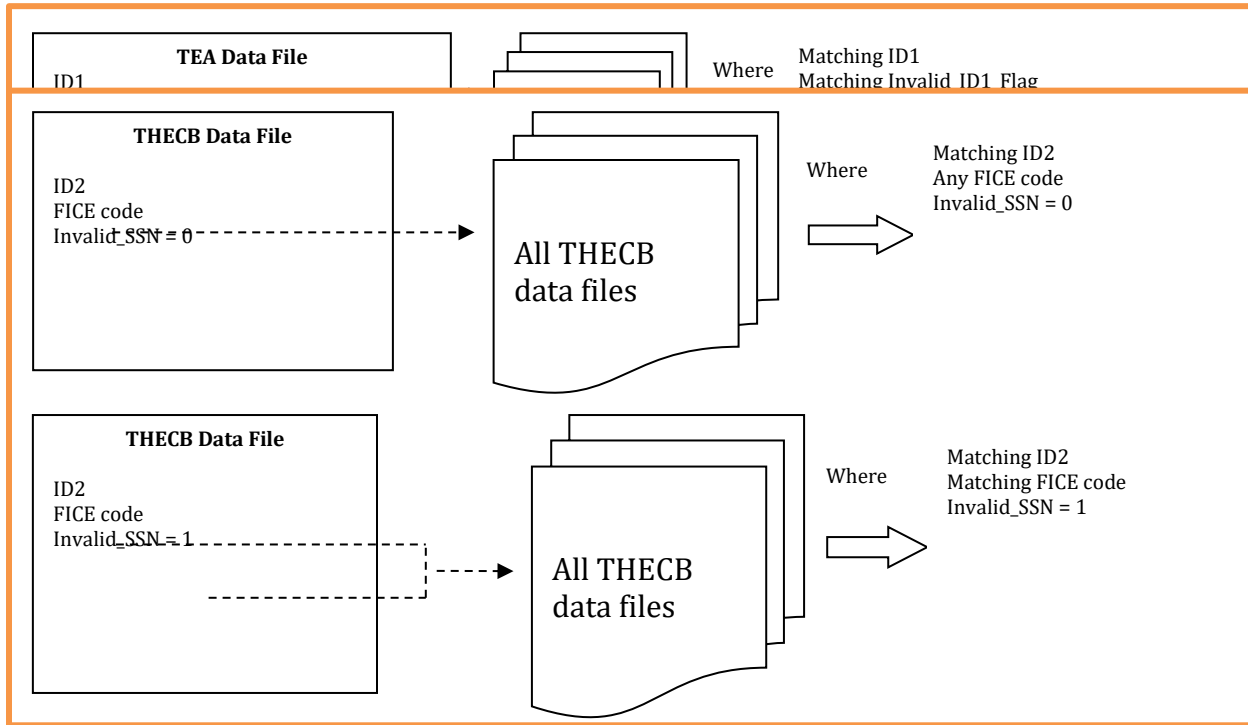 TEA Data File
ID1
Where
Matching ID1
Matching Invalid_ID1_Flag
THECB Data File
ID2
FICE code
Invalid_SSN = 0
All THECB
data files
Where
Matching ID2
Any FICE code
Invalid_SSN = 0
THECB Data File
ID2
FICE code
Invalid_SSN = 1
All THECB
data files
Where
Matching ID2
Matching FICE code
Invalid_SSN = 1